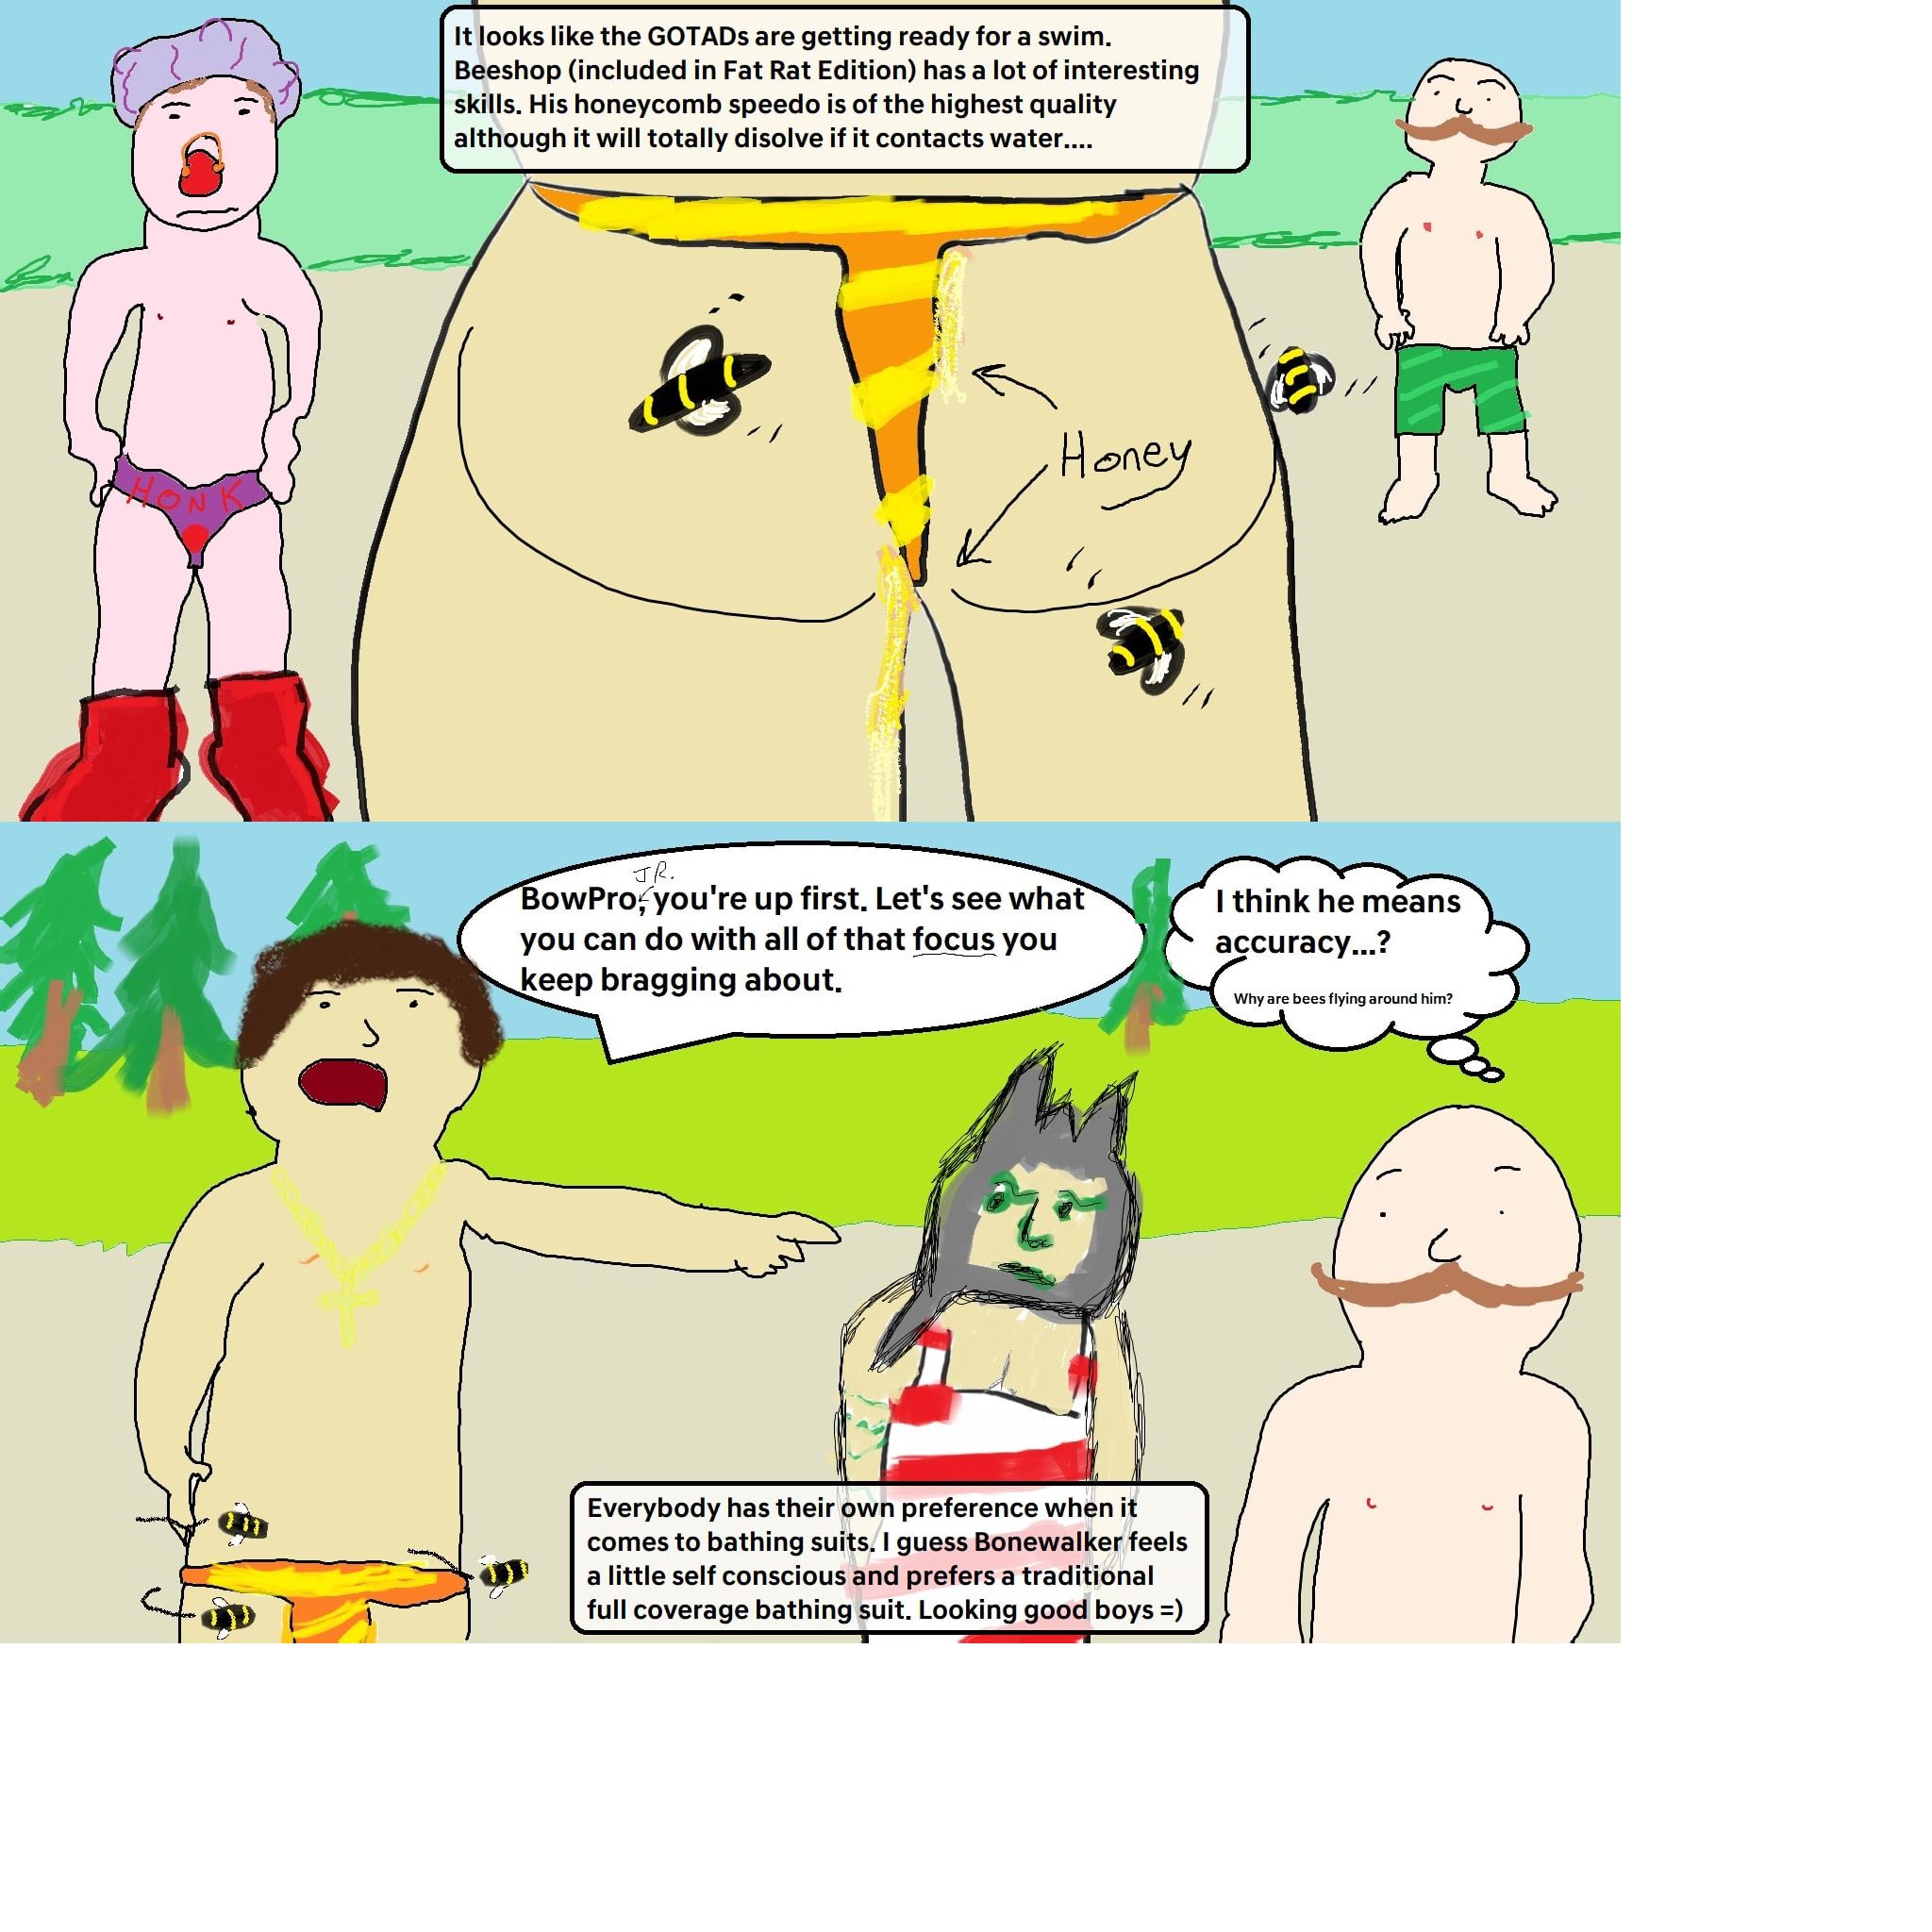 It looks like the GOTADs are getting ready for a swim.
Beeshop (included in Fat Rat Edition) has a lot of interesting
skills. His honeycomb speedo is of the highest quality
although it will totally disolve if it contacts water....
HONK
Honey
JR.
BowPro, you're up first. Let's see what
you can do with all of that focus you
keep bragging about.
I think he means
accuracy...?
Why are bees flying around him?
Everybody has their own preference when it
comes to bathing suits. I guess Bonewalker feels
a little self conscious and prefers a traditional
full coverage bathing suit. Looking good boys =)